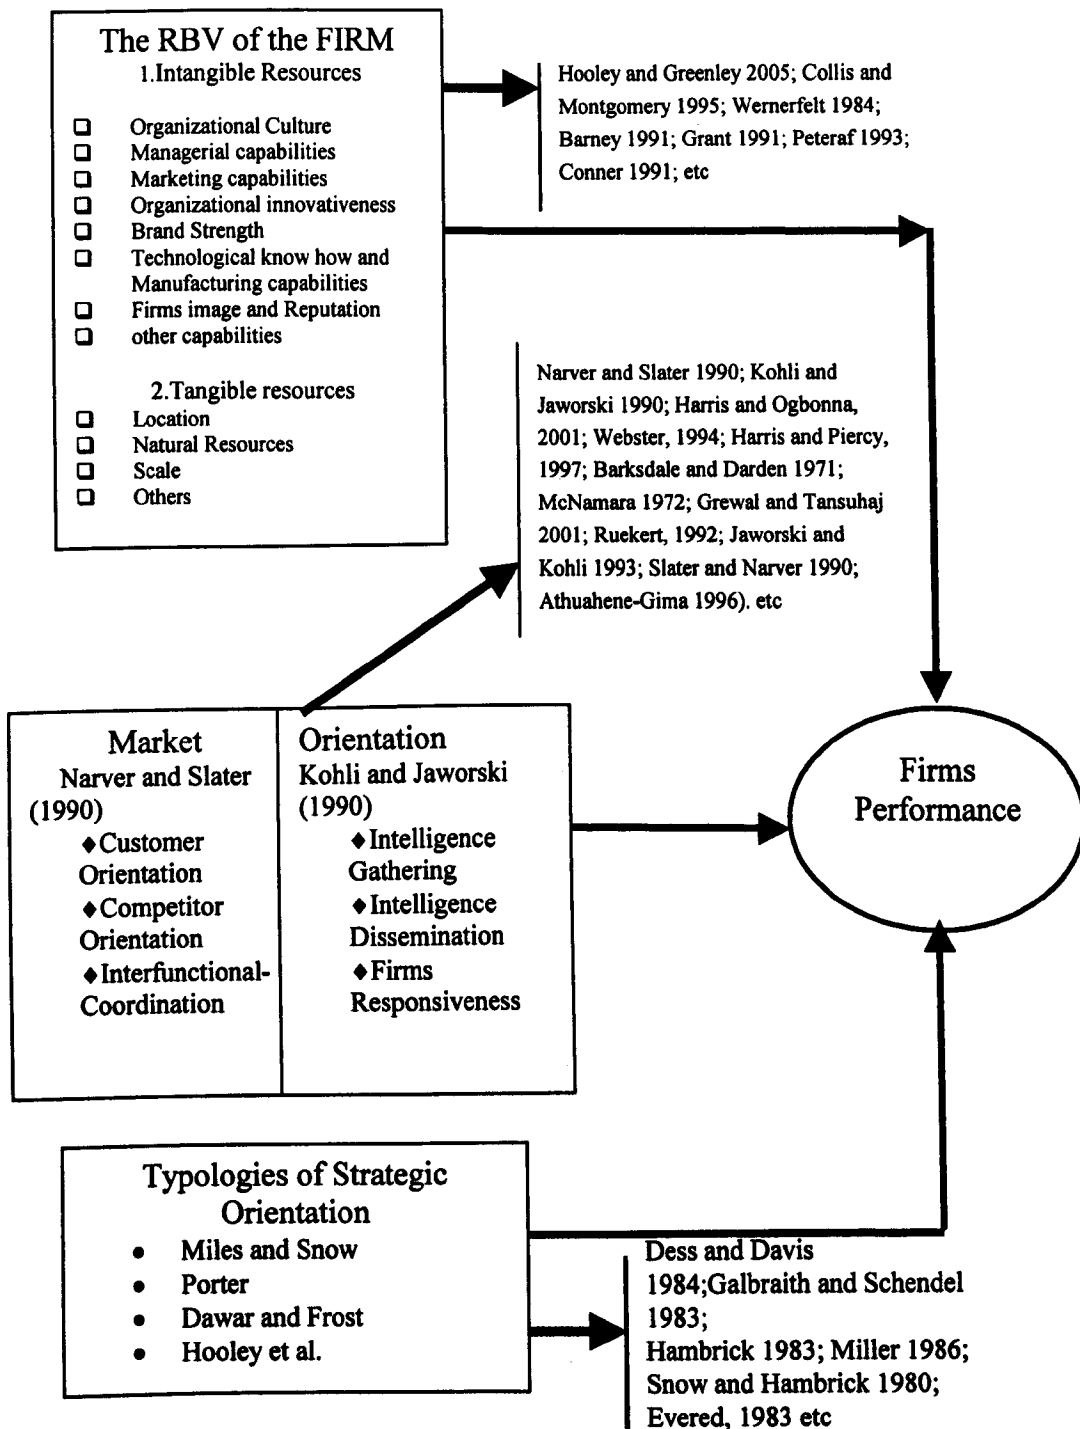 The RBV of the FIRM
1.Intangible Resources
❑ Organizational Culture
❑ Managerial capabilities
❑ Marketing capabilities
❑ Organizational innovativeness
❑ Brand Strength
❑ Technological know how and
Manufacturing capabilities
❑ Firms image and Reputation
❑ other capabilities
2.Tangible resources
❑ Location
❑ Natural Resources
❑ Scale
❑ Others
Hooley and Greenley 2005; Collis and
Montgomery 1995; Wernerfelt 1984;
Barney 1991; Grant 1991; Peteraf 1993;
Conner 1991; etc
Narver and Slater 1990; Kohli and
Jaworski 1990; Harris and Ogbonna,
2001; Webster, 1994; Harris and Piercy,
1997; Barksdale and Darden 1971;
McNamara 1972; Grewal and Tansuhaj
2001; Ruekert, 1992; Jaworski and
Kohli 1993; Slater and Narver 1990;
Athuahene-Gima 1996). etc
Market
Narver and Slater
(1990)
♦Customer
Orientation
♦Competitor
Orientation
♦Interfunctional-
Coordination
Orientation
Kohli and Jaworski
(1990)
♦Intelligence
Gathering
♦Intelligence
Dissemination
♦Firms
Responsiveness
Firms
Performance
Typologies of Strategic
Orientation
• Miles and Snow
• Porter
• Dawar and Frost
• Hooley et al.
Dess and Davis
1984;Galbraith and Schendel
1983;
Hambrick 1983; Miller 1986;
Snow and Hambrick 1980;
Evered, 1983 etc